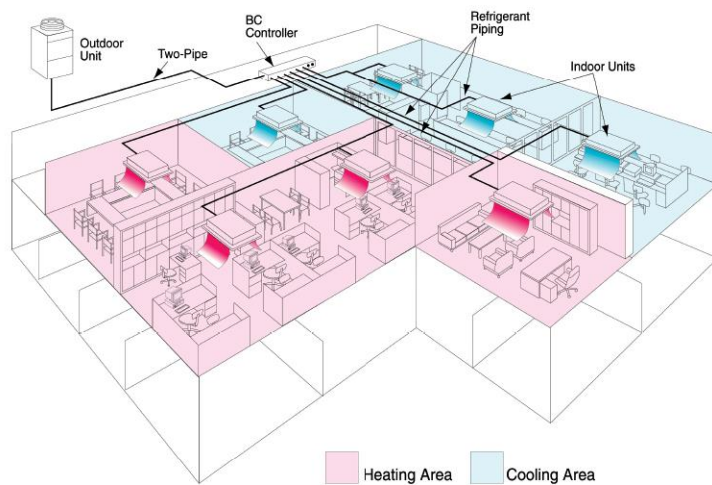 BC
Controller
Refrigerant
Piping
Outdoor
Unit
Two-Pipe
Indoor Units
Heating Area
Cooling Area